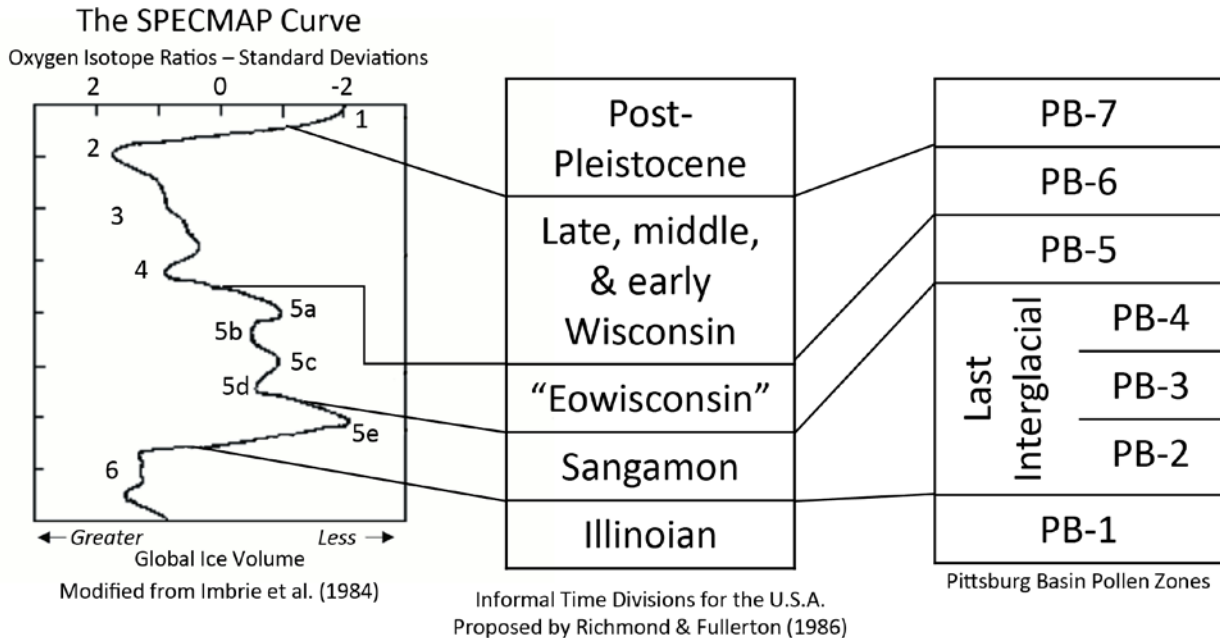 The SPECMAP Curve
Oxygen Isotope Ratios – Standard Deviations
2 0 -2
1
2
3
4
5a
5b
5c
5d
5e
6
Greater Less
Global Ice Volume
Modified from Imbrie et al. (1984)
Post-
Pleistocene
Late, middle,
& early
Wisconsin
“Eowisconsin”
Sangamon
Illinoian
Informal Time Divisions for the U.S.A.
Proposed by Richmond & Fullerton (1986)
PB-7
PB-6
PB-5
Last
Interglacial
PB-4
PB-3
PB-2
PB-1
Pittsburg Basin Pollen Zones